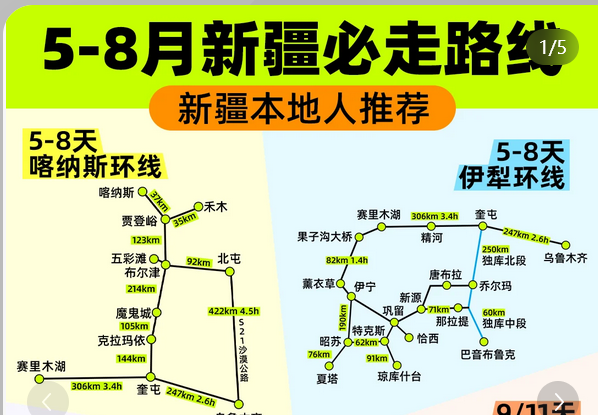 5-8月新疆必走路线
1/5
新疆本地人推荐
5-8天
喀纳斯环线
喀纳斯
37km
禾木
35km
贾登峪
123km
五彩滩
布尔津
92km
北屯
214km
魔鬼城
105km
克拉玛依
422km 4.5h
S21沙漠公路
144km
赛里木湖
306km 3.4h
奎屯
247km 2.6h
5-8天
伊犁环线
赛里木湖
306km 3.4h
奎屯
果子沟大桥
精河
247km 2.6h
乌鲁木齐
250km
独库北段
82km 1.4h
薰衣草
伊宁
唐布拉
乔尔玛
新源
190km
巩留
71km
那拉提
60km
独库中段
特克斯
昭苏
62km
恰西
巴音布鲁克
76km
91km
夏塔
琼库什台
9/11天